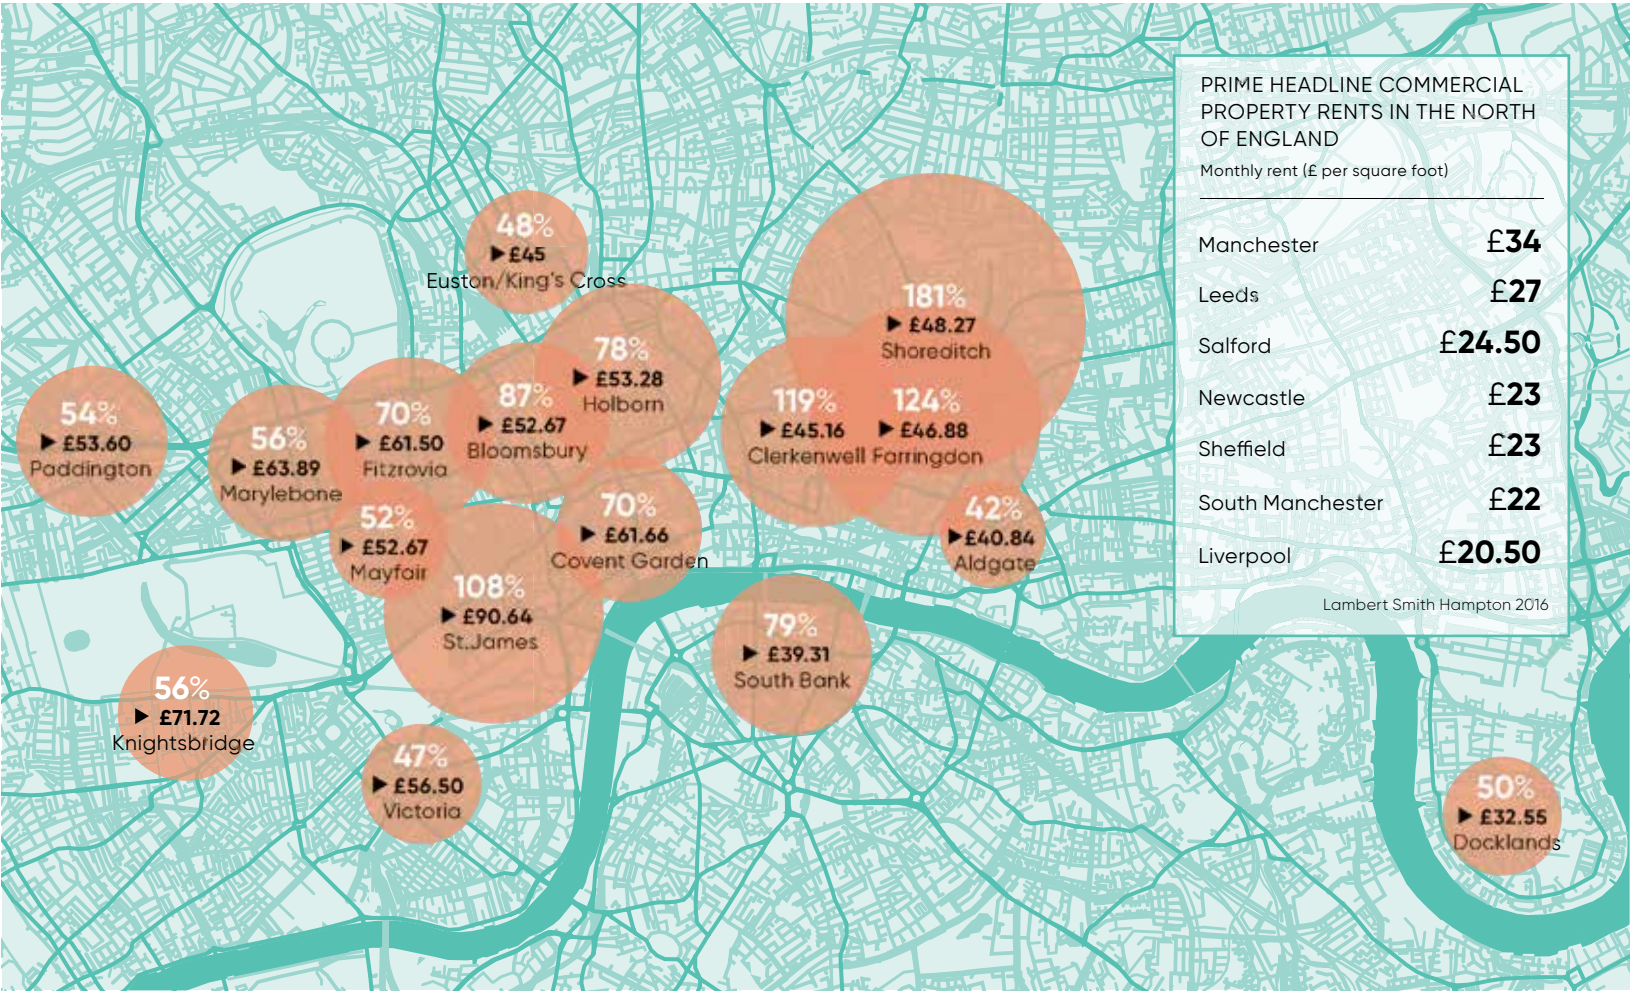 PRIME HEADLINE COMMERCIAL
PROPERTY RENTS IN THE NORTH
OF ENGLAND
Monthly rent (£ per square foot)
Manchester £34
Leeds £27
Salford £24.50
Newcastle £23
Sheffield £23
South Manchester £22
Liverpool £20.50
Lambert Smith Hampton 2016
48%
▶ £45
Euston/King's Cross
181%
▶ £48.27
Shoreditch
78%
▶ £53.28
Holborn
87%
▶ £52.67
Bloomsbury
70%
▶ £61.50
Fitzrovia
56%
▶ £63.89
Marylebone
54%
▶ £53.60
Paddington
119%
▶ £45.16
Clerkenwell
124%
▶ £46.88
Farringdon
52%
▶ £52.67
Mayfair
70%
▶ £61.66
Covent Garden
42%
▶ £40.84
Aldgate
108%
▶ £90.64
St.James
79%
▶ £39.31
South Bank
56%
▶ £71.72
Knightsbridge
47%
▶ £56.50
Victoria
50%
▶ £32.55
Docklands